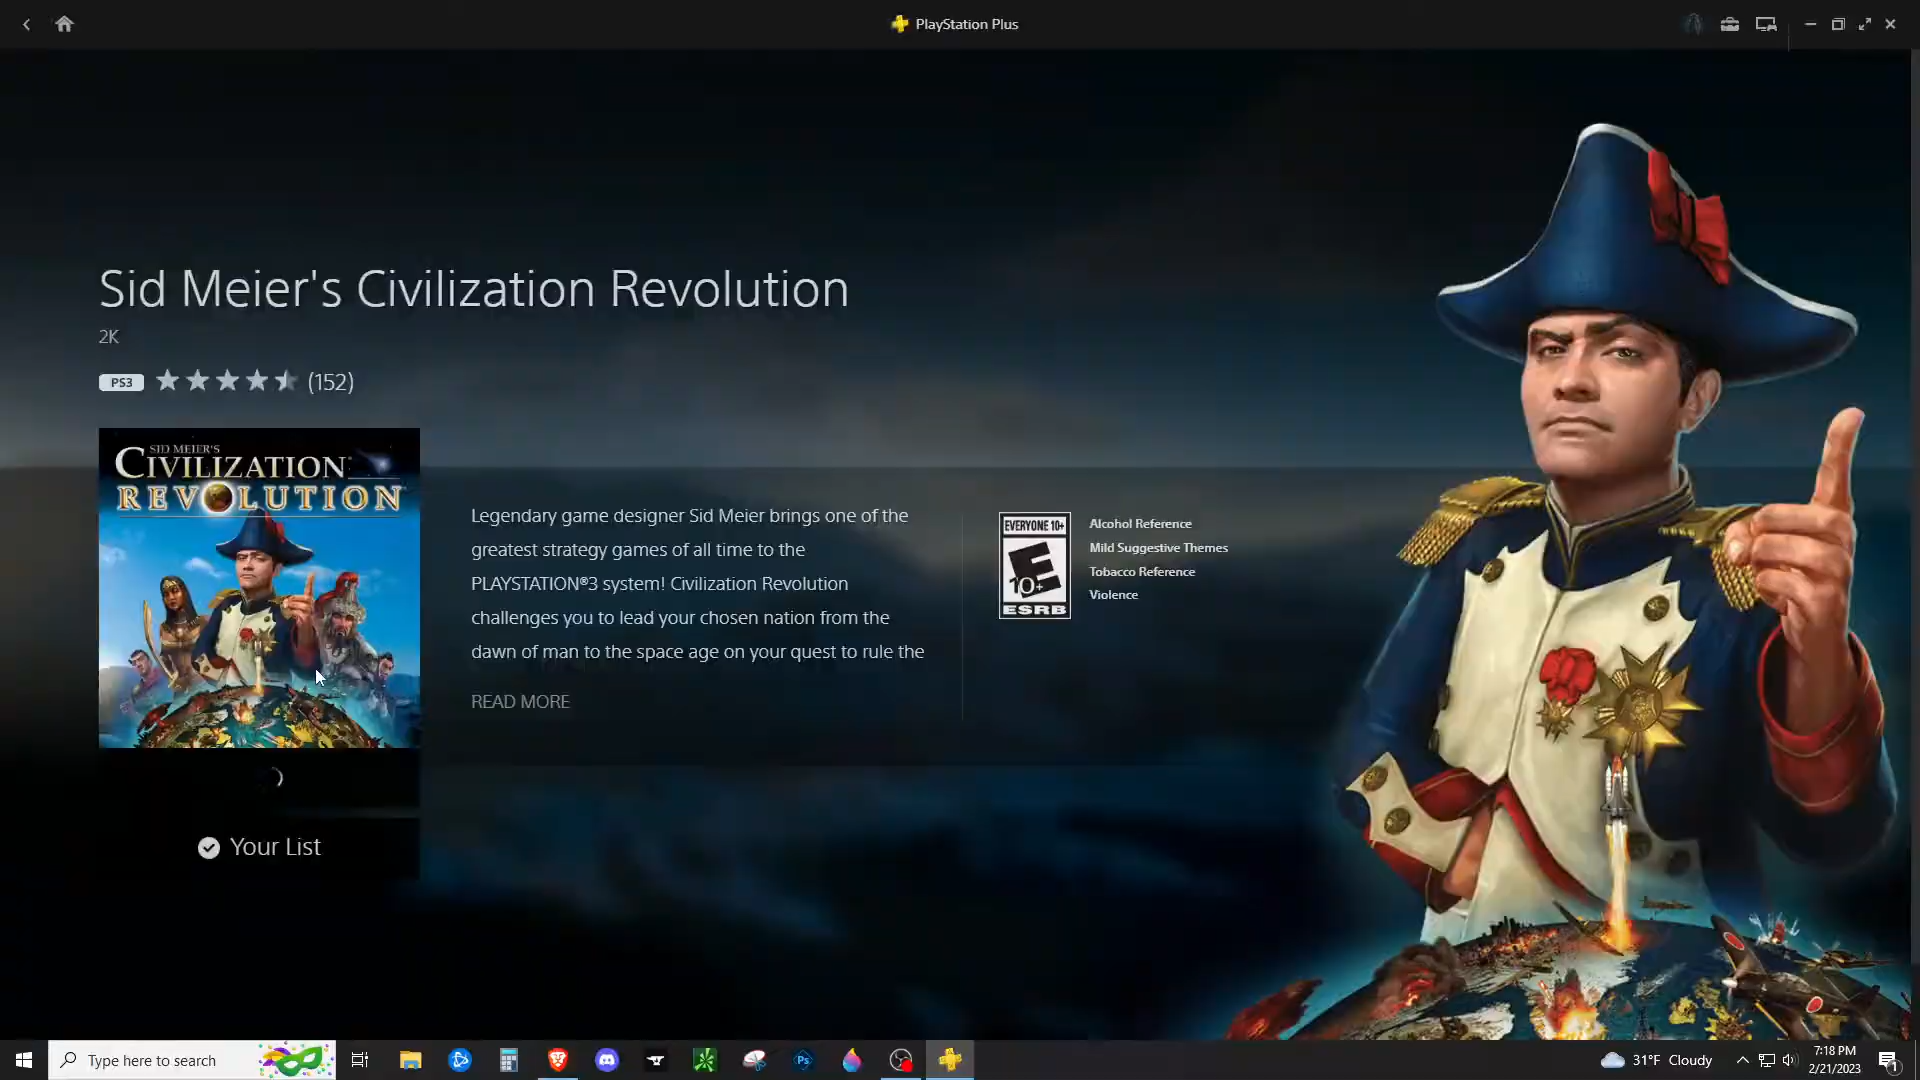 PlayStation Plus
Sid Meier's Civilization Revolution
2K
PS3 (152)
SID MEIER'S
CIVILIZATION
REVOLUTION
Legendary game designer Sid Meier brings one of the
greatest strategy games of all time to the
PLAYSTATION®3 system! Civilization Revolution
challenges you to lead your chosen nation from the
dawn of man to the space age on your quest to rule the
READ MORE
EVERYONE 10+
E
10+
ESRB
Alcohol Reference
Mild Suggestive Themes
Tobacco Reference
Violence
Your List
Type here to search
Ps
31°F Cloudy
7:18 PM
2/21/2023
1